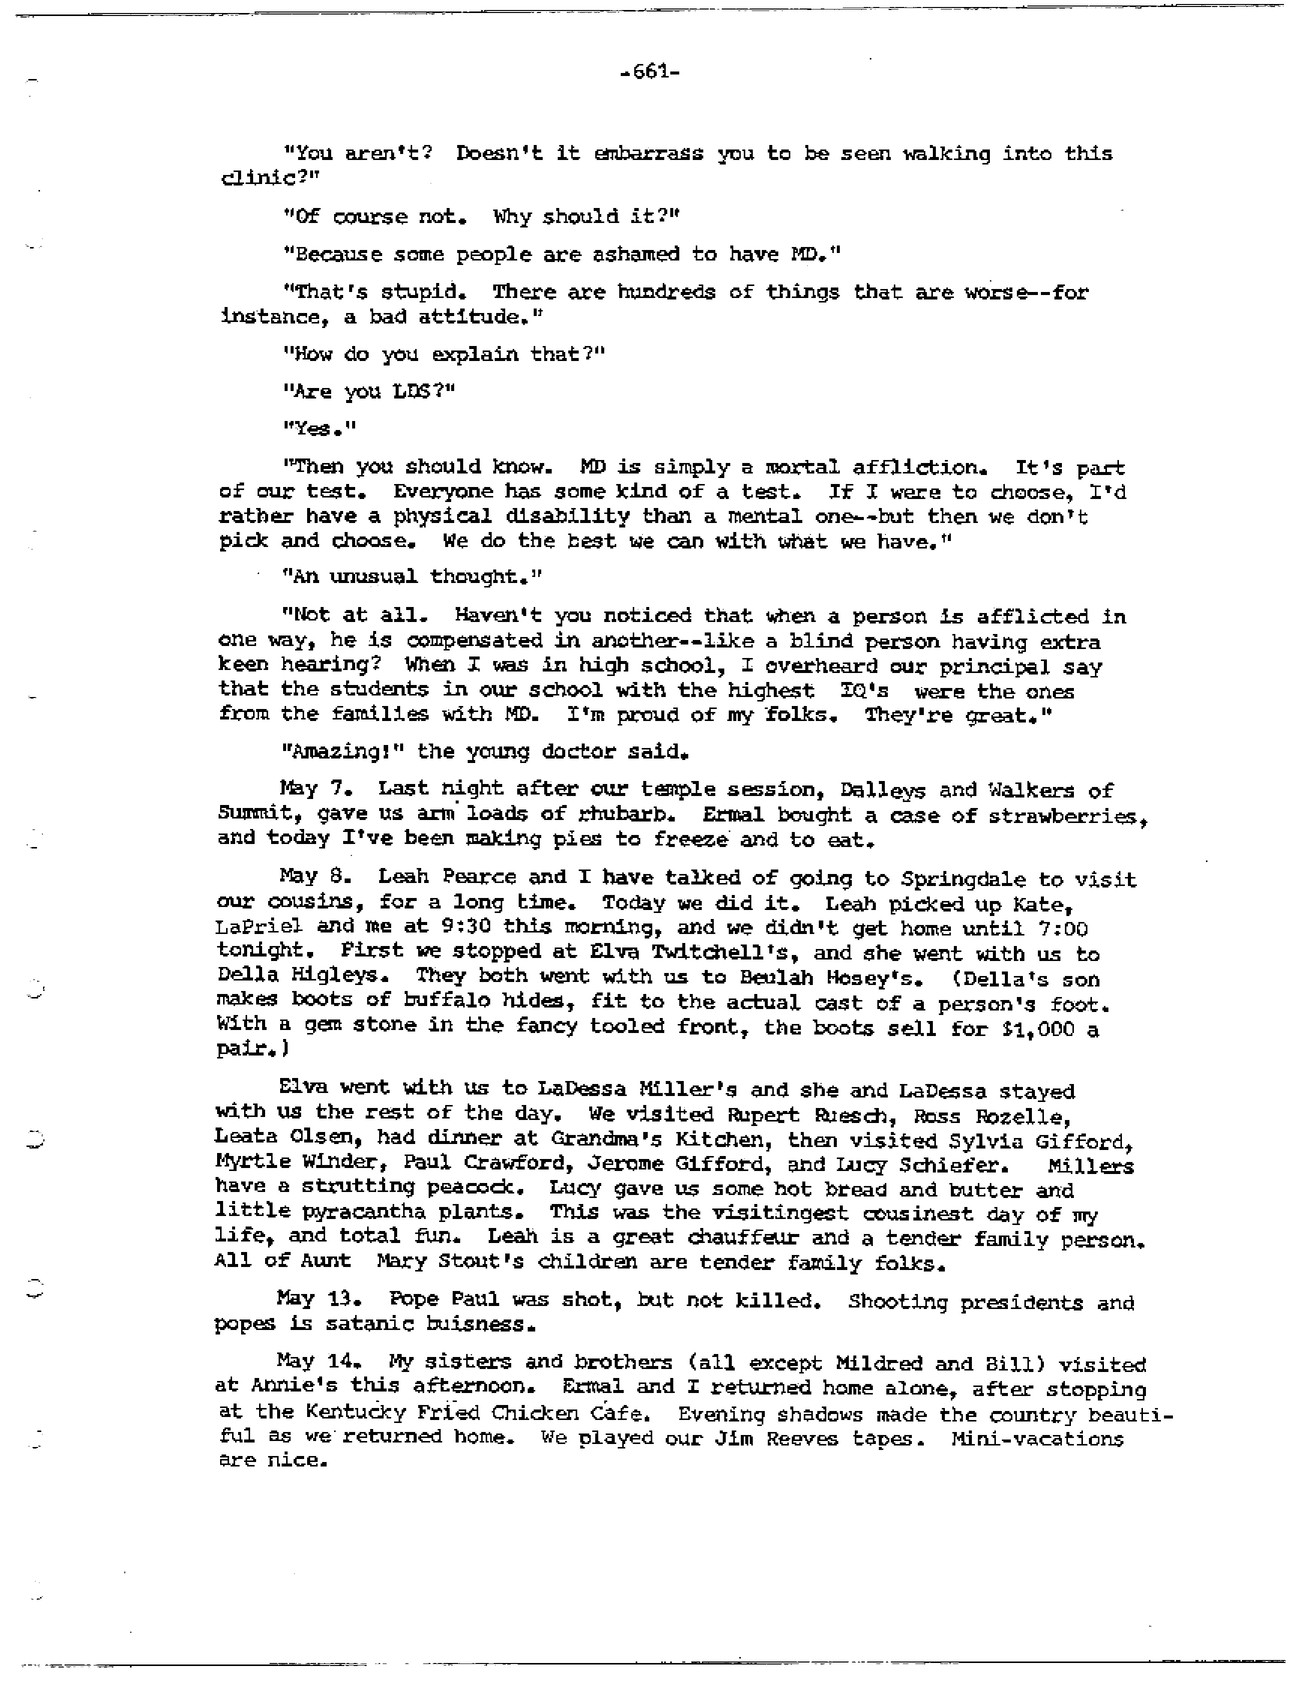 -661-
"You aren't? Doesn't it embarrass you to be seen walking into this
clinic?"
"Of course not. Why should it?"
"Because some people are ashamed to have MD."
"That's stupid. There are hundreds of things that are worse--for
instance, a bad attitude."
"How do you explain that?"
"Are you LDS?"
"Yes."
"Then you should know. MD is simply a mortal affliction. It's part
of our test. Everyone has some kind of a test. If I were to choose, I'd
rather have a physical disability than a mental one--but then we don't
pick and choose. We do the best we can with what we have."
"An unusual thought."
"Not at all. Haven't you noticed that when a person is afflicted in
one way, he is compensated in another--like a blind person having extra
keen hearing? When I was in high school, I overheard our principal say
that the students in our school with the highest IQ's were the ones
from the families with MD. I'm proud of my folks. They're great."
"Amazing!" the young doctor said.
May 7. Last night after our temple session, Dalleys and Walkers of
Summit, gave us arm loads of rhubarb. Ermal bought a case of strawberries,
and today I've been making pies to freeze and to eat.
May 8. Leah Pearce and I have talked of going to Springdale to visit
our cousins, for a long time. Today we did it. Leah picked up Kate,
LaPriel and me at 9:30 this morning, and we didn't get home until 7:00
tonight. First we stopped at Elva Twitchell's, and she went with us to
Della Higleys. They both went with us to Beulah Hosey's. (Della's son
makes boots of buffalo hides, fit to the actual cast of a person's foot.
With a gem stone in the fancy tooled front, the boots sell for $1,000 a
pair.)
Elva went with us to LaDessa Miller's and she and LaDessa stayed
with us the rest of the day. We visited Rupert Ruesch, Ross Rozelle,
Leata Olsen, had dinner at Grandma's Kitchen, then visited Sylvia Gifford,
Myrtle Winder, Paul Crawford, Jerome Gifford, and Lucy Schiefer. Millers
have a strutting peacock. Lucy gave us some hot bread and butter and
little pyracantha plants. This was the visitingest cousinest day of my
life, and total fun. Leah is a great chauffeur and a tender family person.
All of Aunt Mary Stout's children are tender family folks.
May 13. Pope Paul was shot, but not killed. Shooting presidents and
popes is satanic buisness.
May 14. My sisters and brothers (all except Mildred and Bill) visited
at Annie's this afternoon. Ermal and I returned home alone, after stopping
at the Kentucky Fried Chicken Cafe. Evening shadows made the country beauti-
ful as we returned home. We played our Jim Reeves tapes. Mini-vacations
are nice.